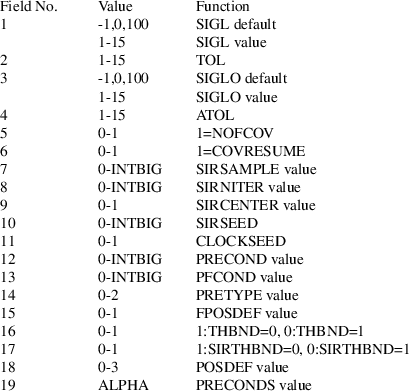 Field No. Value Function
1 -1,0,100 SIGL default
1-15 SIGL value
2 1-15 TOL
3 -1,0,100 SIGLO default
1-15 SIGLO value
4 1-15 ATOL
5 0-1 1=NOFCOV
6 0-1 1=COVRESUME
7 0-INTBIG SIRSAMPLE value
8 0-INTBIG SIRNITER value
9 0-1 SIRCENTER value
10 0-INTBIG SIRSEED
11 0-1 CLOCKSEED
12 0-INTBIG PRECOND value
13 0-INTBIG PFCOND value
14 0-2 PRETYPE value
15 0-1 FPOSDEF value
16 0-1 1:THBND=0, 0:THBND=1
17 0-1 1:SIRTHBND=0, 0:SIRTHBND=1
18 0-3 POSDEF value
19 ALPHA PRECONDS value